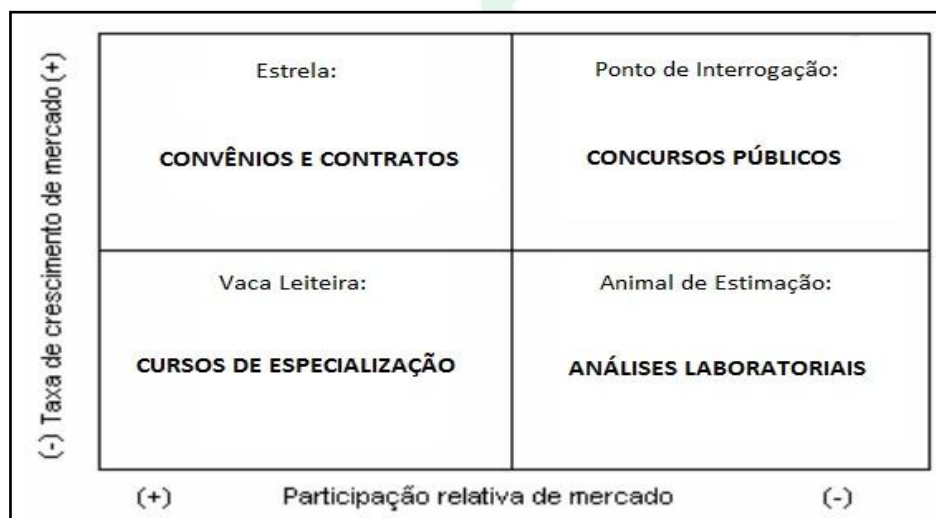 (-) Taxa de crescimento de mercado (+)
Estrela:
CONVÊNIOS E CONTRATOS
Ponto de Interrogação:
CONCURSOS PÚBLICOS
Vaca Leiteira:
CURSOS DE ESPECIALIZAÇÃO
Animal de Estimação:
ANÁLISES LABORATORIAIS
(+) Participação relativa de mercado (-)